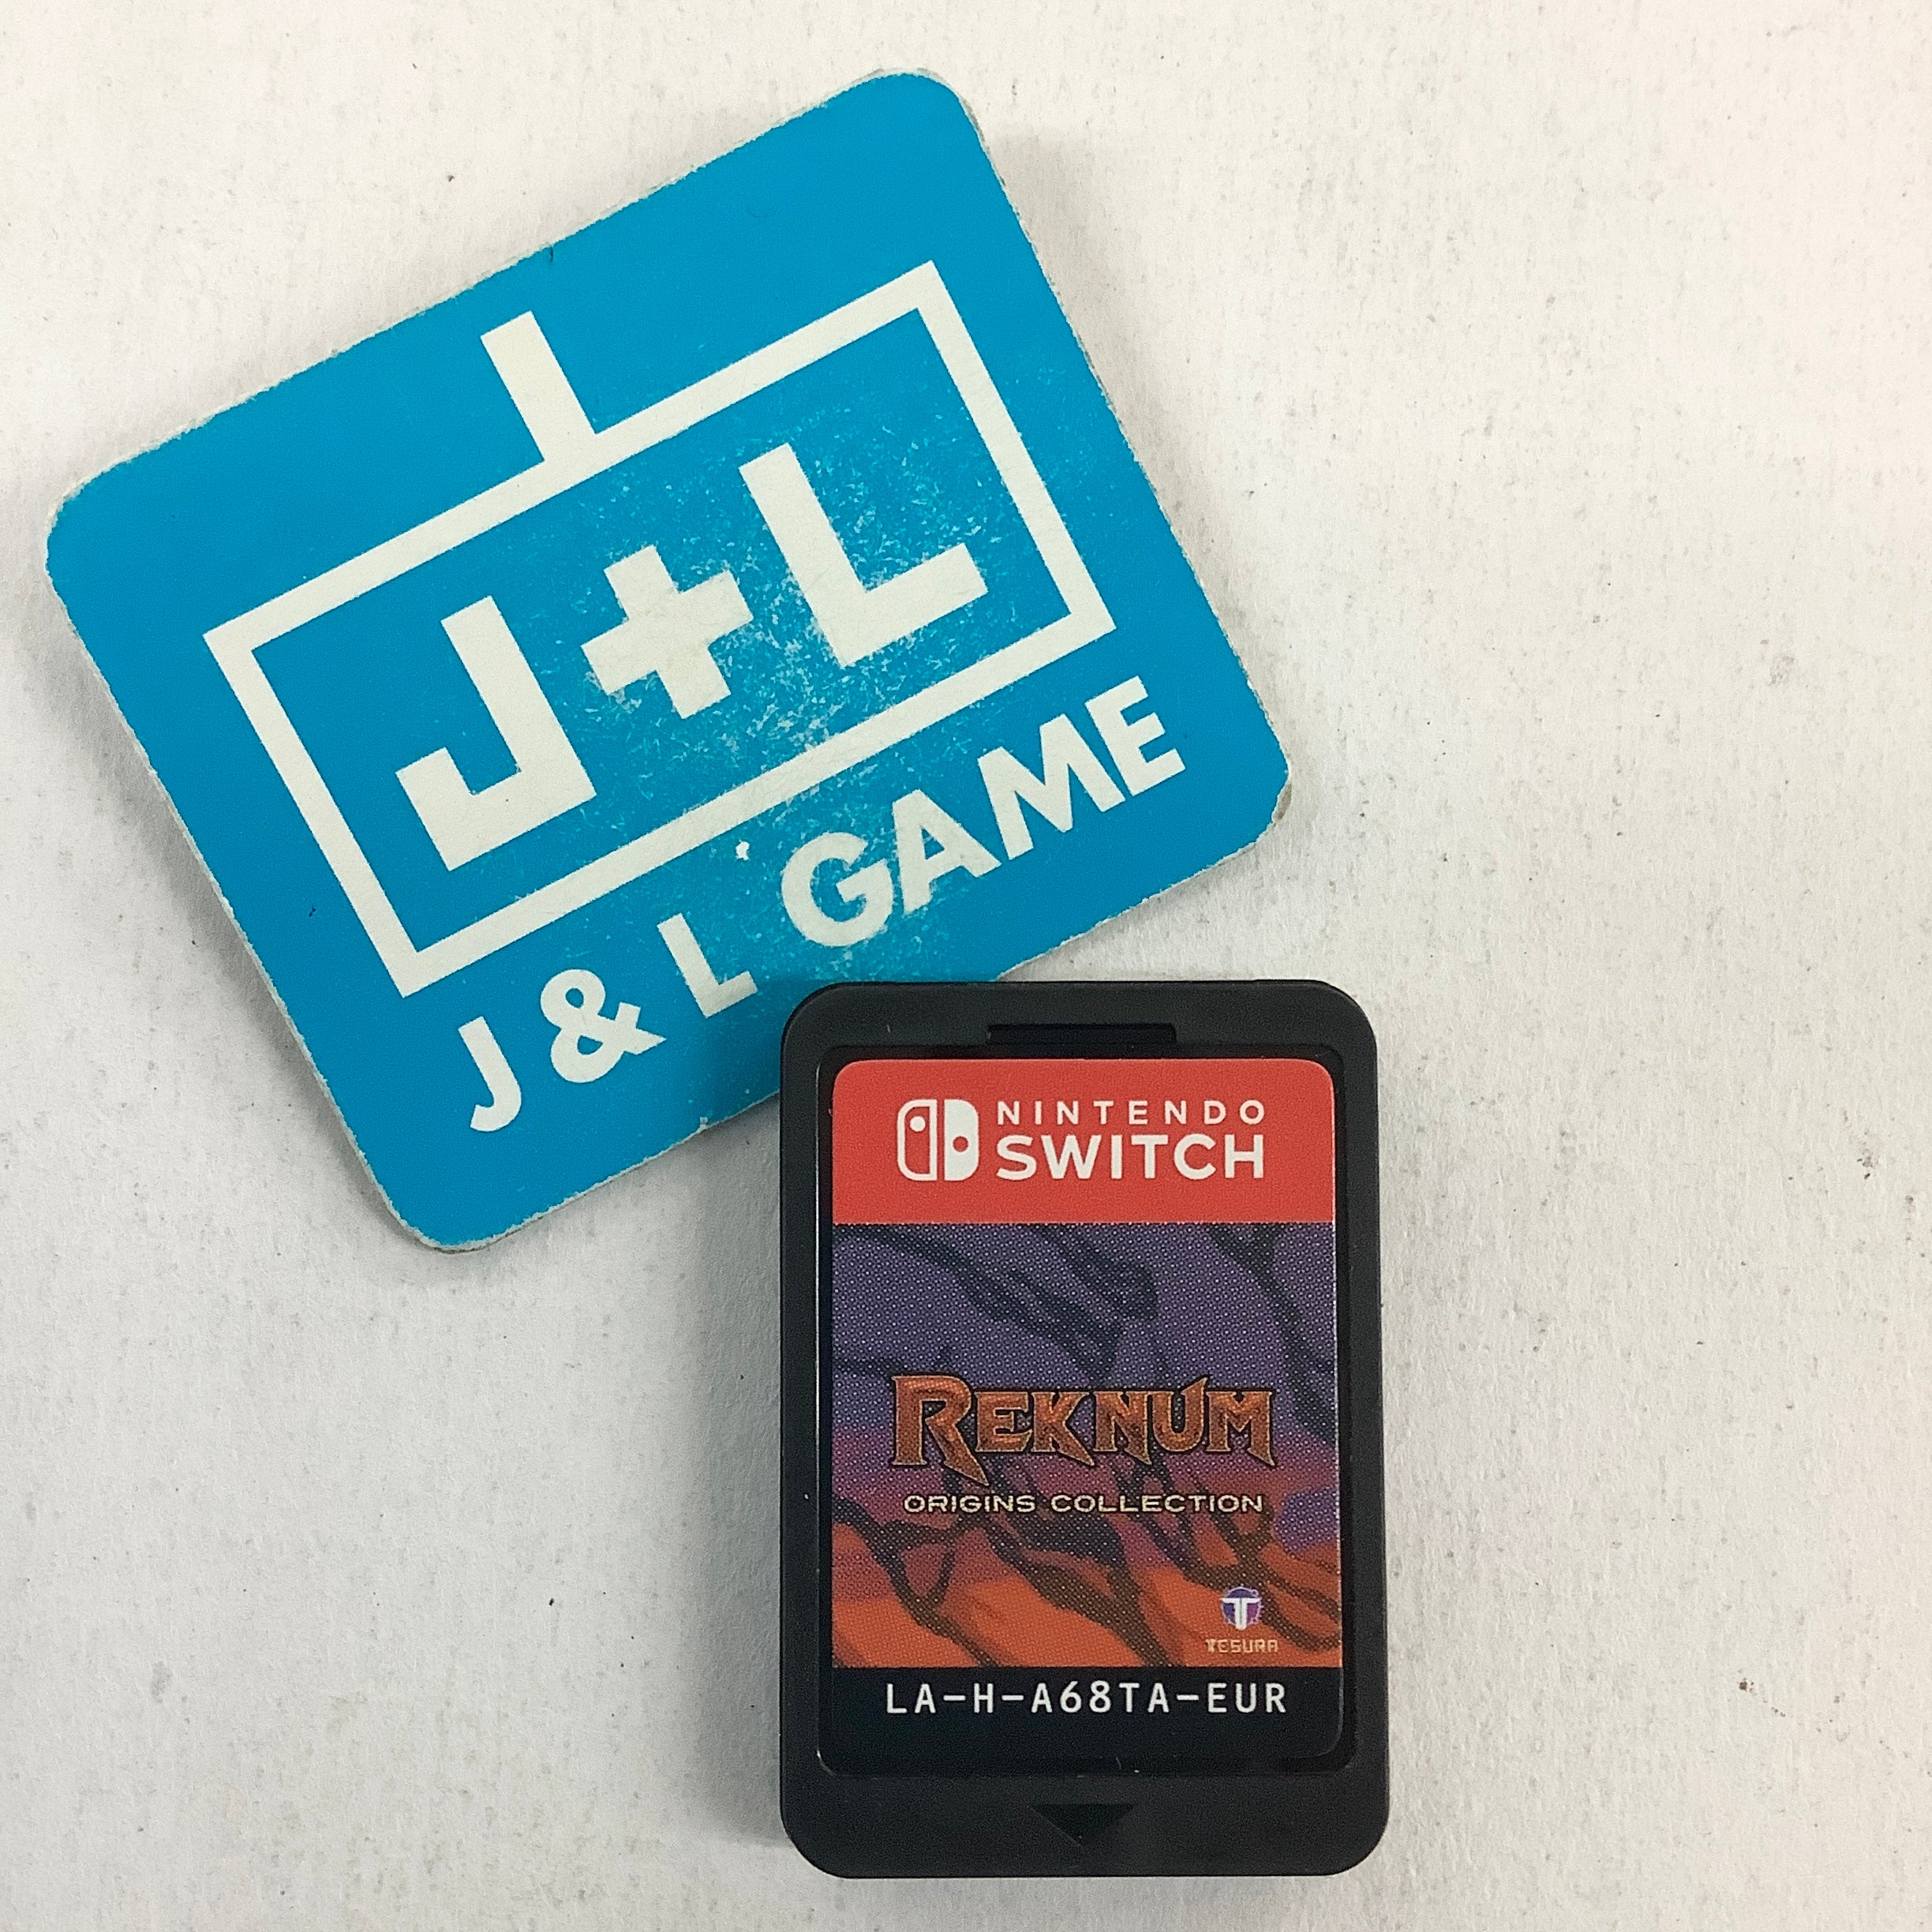 J+L
J & L GAME
NINTENDO
SWITCH
REKNUM
ORIGINS COLLECTION
T
TESURA
LA-H-A68TA-EUR